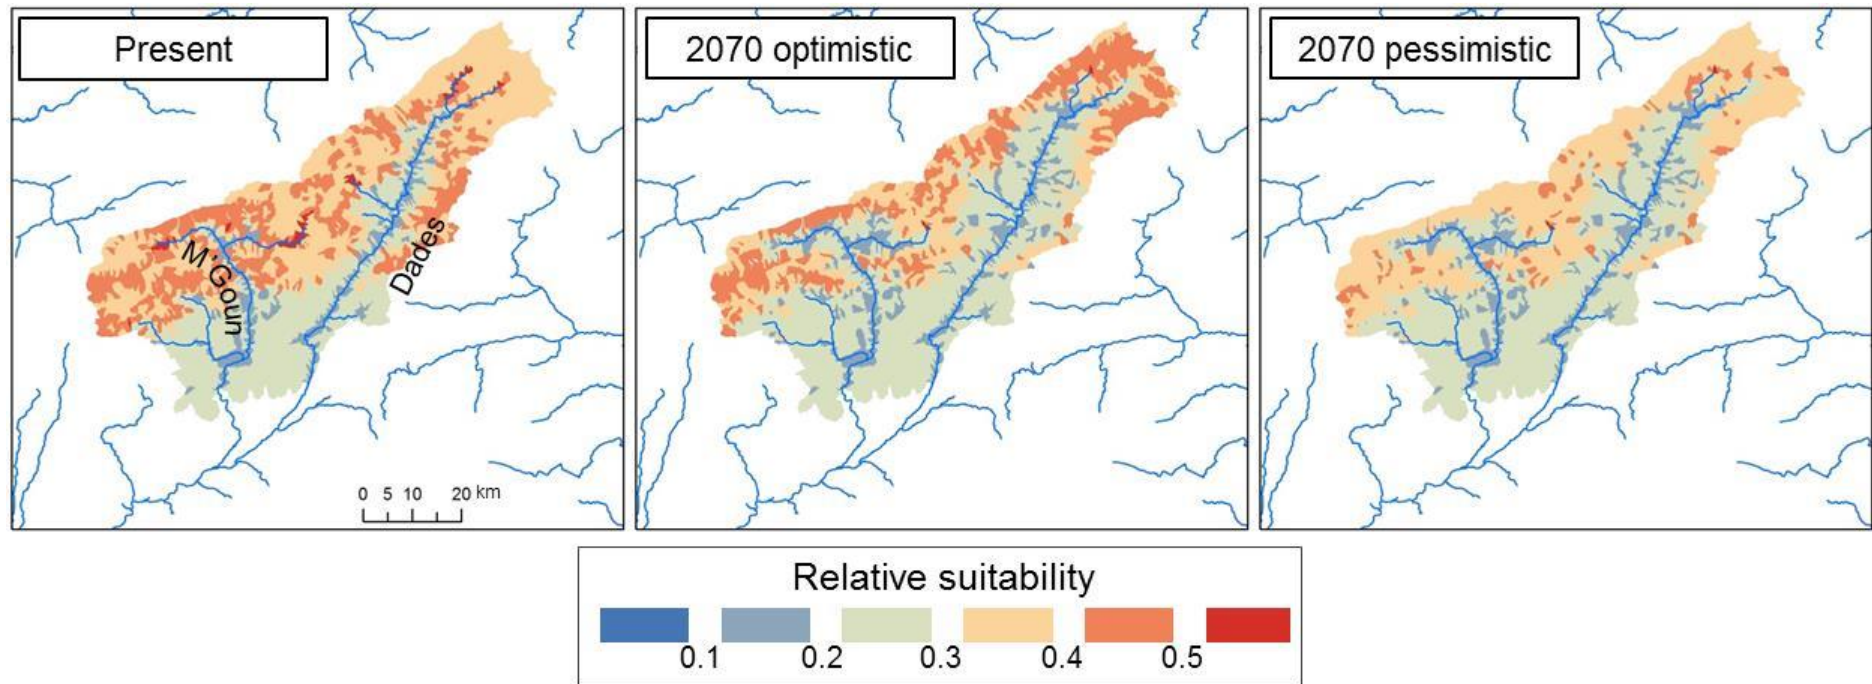 Present
2070 optimistic
2070 pessimistic
M'Goun
Dades
0 5 10 20 km
Relative suitability
0.1 0.2 0.3 0.4 0.5